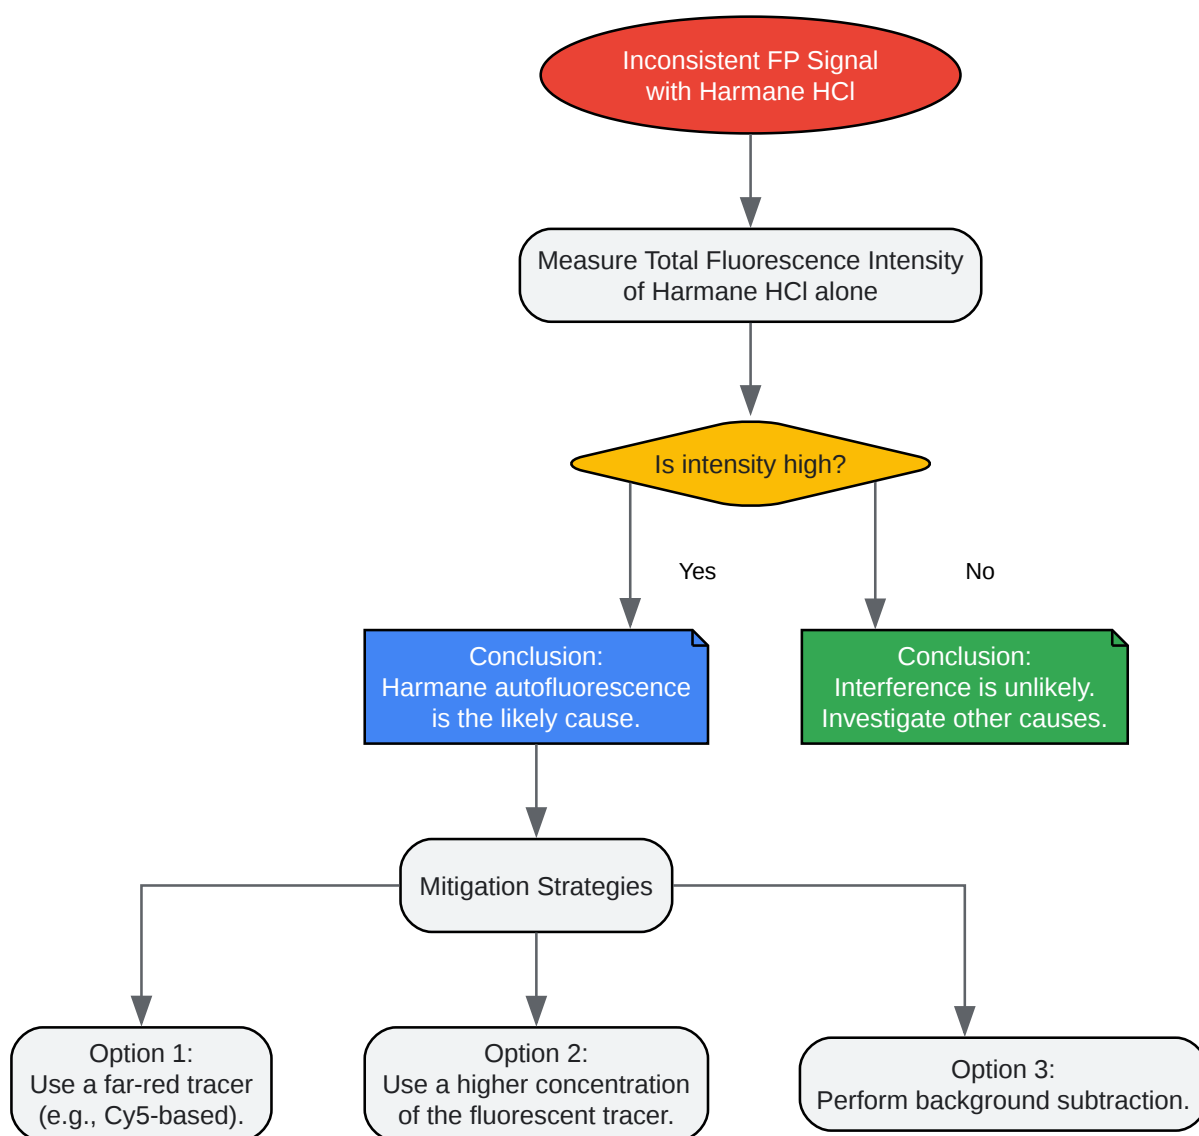 Inconsistent FP Signal
with Harmane HCl
Measure Total Fluorescence Intensity
of Harmane HCl alone
Is intensity high?
Yes
No
Conclusion:
Harmane autofluorescence
is the likely cause.
Conclusion:
Interference is unlikely.
Investigate other causes.
Mitigation Strategies
Option 1:
Use a far-red tracer
(e.g., Cy5-based).
Option 2:
Use a higher concentration
of the fluorescent tracer.
Option 3:
Perform background subtraction.